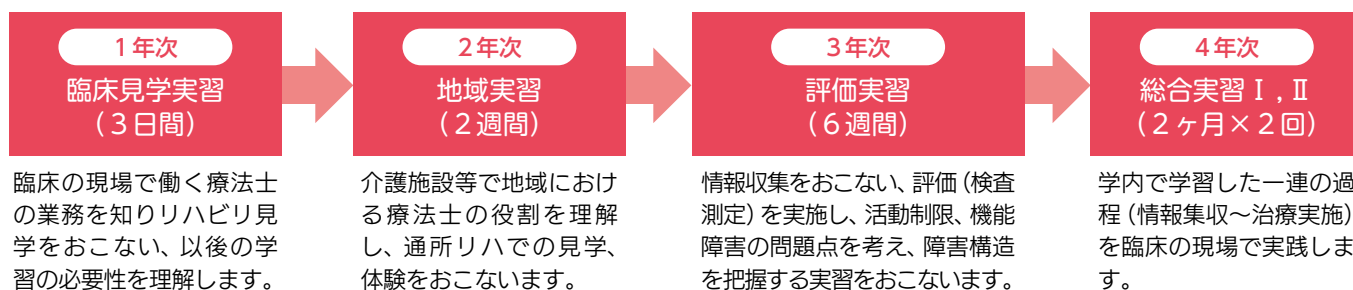 1年次
臨床見学実習
(3日間)
臨床の現場で働く療法士
の業務を知りリハビリ見
学をおこない、以後の学
習の必要性を理解します。
2年次
地域実習
(2週間)
介護施設等で地域におけ
る療法士の役割を理解
し、通所リハでの見学、
体験をおこないます。
3年次
評価実習
(6週間)
情報収集をおこない、評価(検査
測定)を実施し、活動制限、機能
障害の問題点を考え、障害構造
を把握する実習をおこないます。
4年次
総合実習Ⅰ,Ⅱ
(2ヶ月×2回)
学内で学習した一連の過
程(情報集収〜治療実施)
を臨床の現場で実践しま
す。